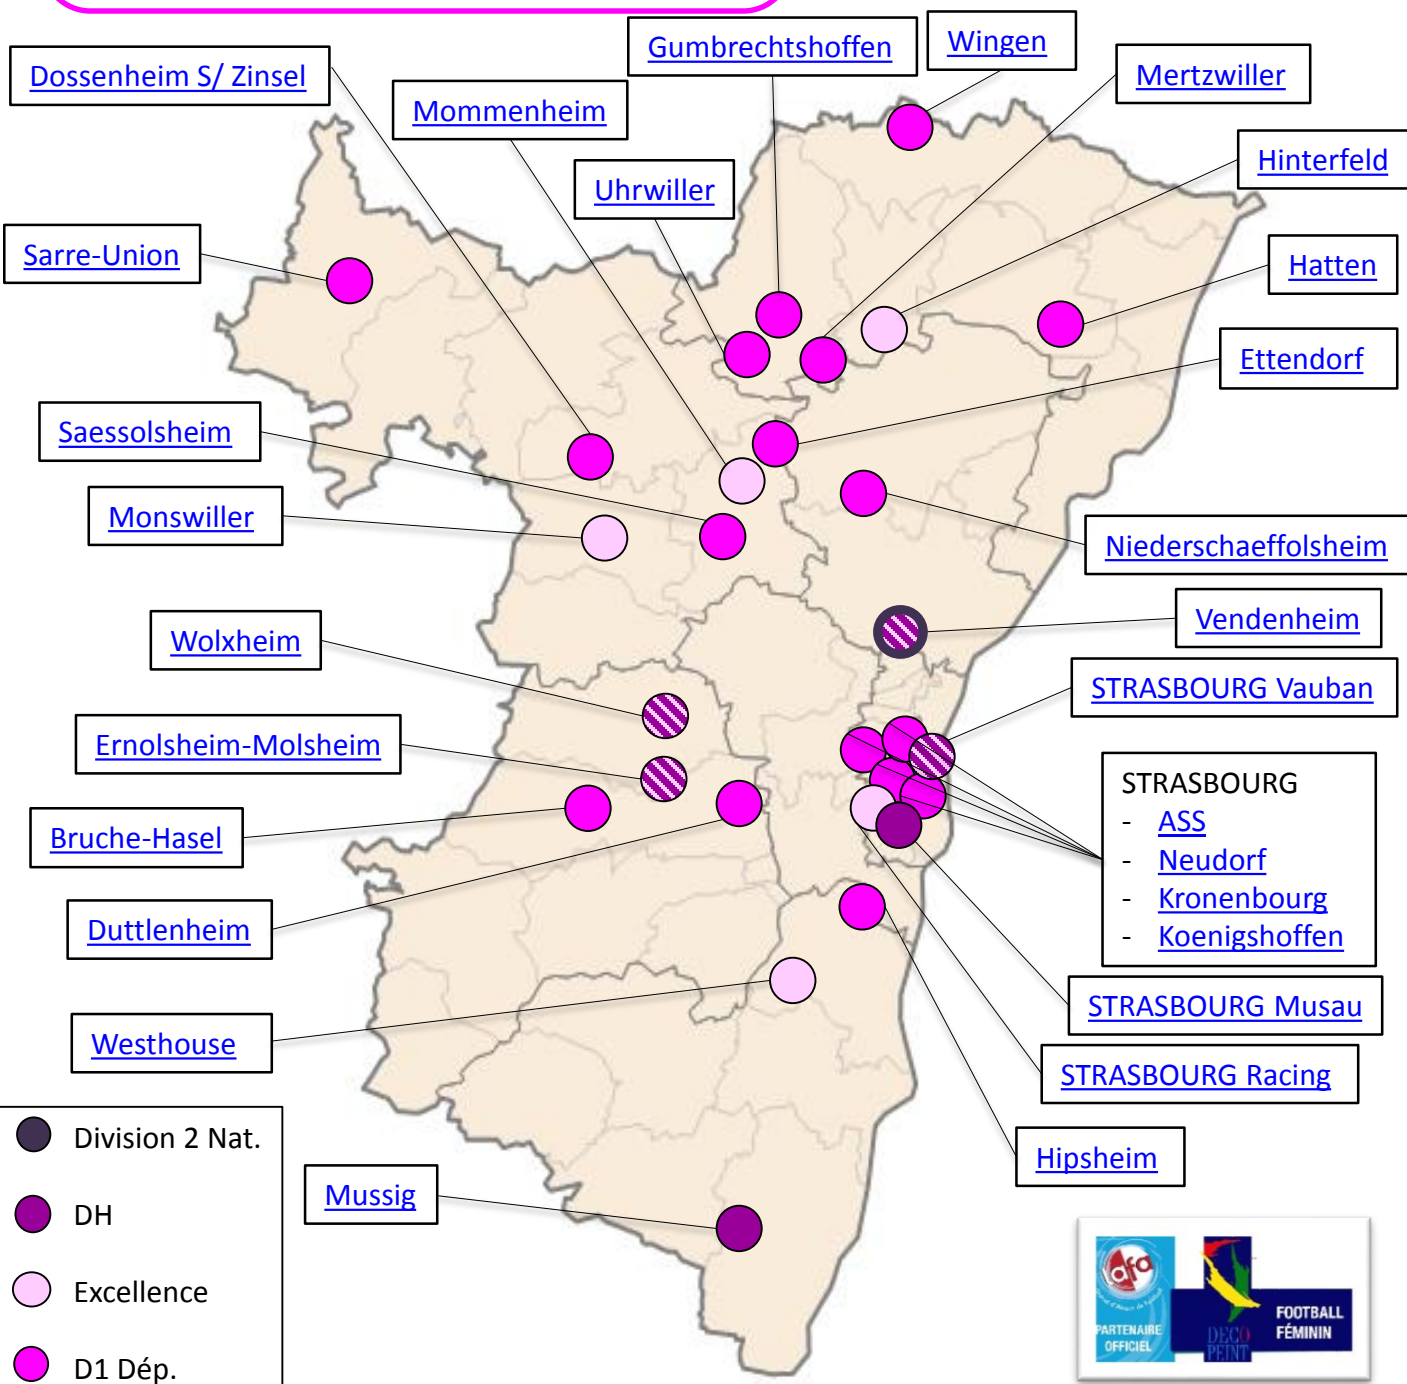 Gumbrechtshoffen
Wingen
Dossenheim S/ Zinsel
Mertzwiller
Mommenheim
Hinterfeld
Uhrwiller
Sarre-Union
Hatten
Ettendorf
Saessolsheim
Monswiller
Niederschaeffolsheim
Vendenheim
Wolxheim
STRASBOURG Vauban
Ernolsheim-Molsheim
STRASBOURG
- ASS
- Neudorf
- Kronenbourg
- Koenigshoffen
Bruche-Hasel
Duttlenheim
STRASBOURG Musau
Westhouse
STRASBOURG Racing
Hipsheim
Mussig
Division 2 Nat.
DH
Excellence
D1 Dép.
PARTENAIRE
OFFICIEL
DECO
PEINT
FOOTBALL
FÉMININ